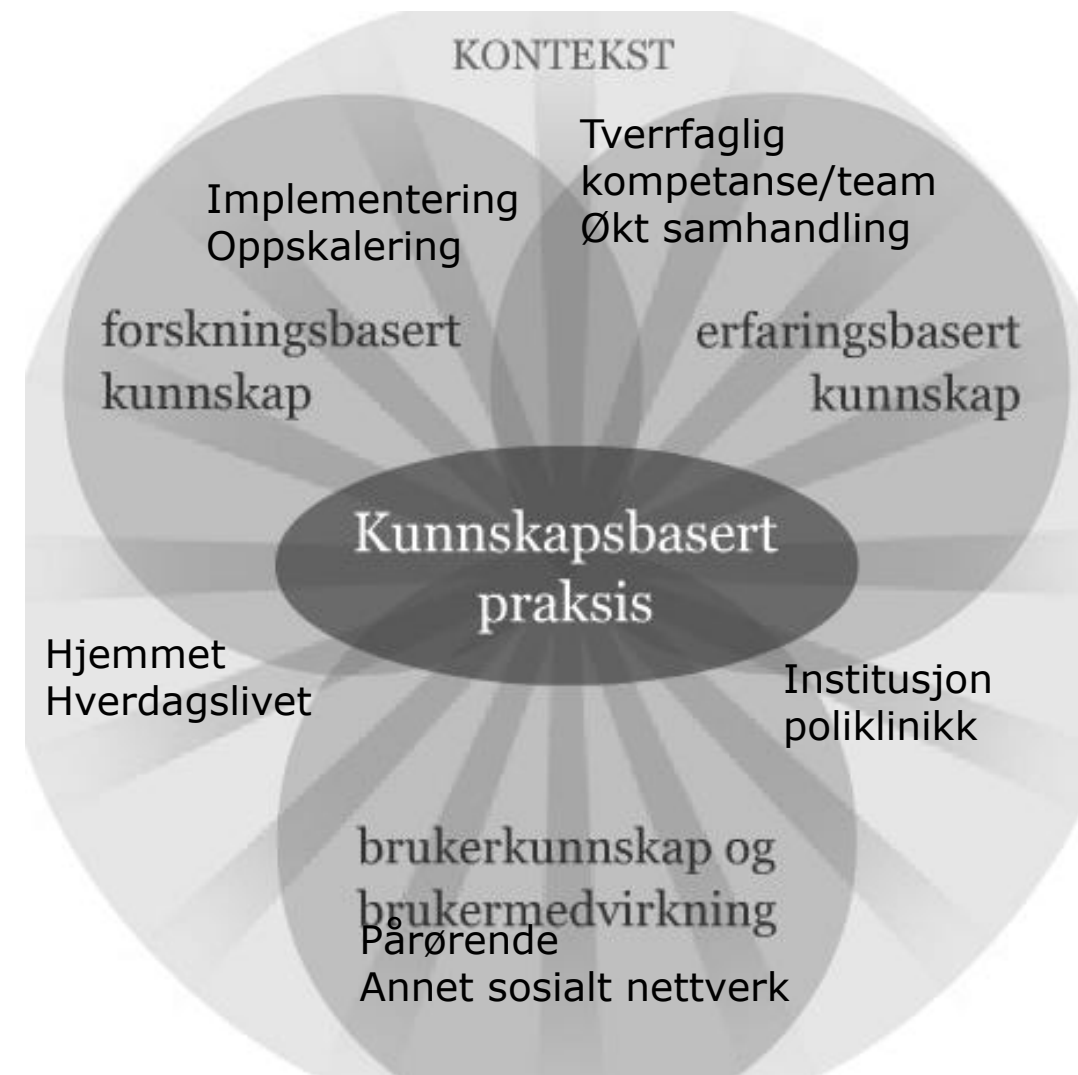 KONTEKST
Implementering
Oppskalering
Tverrfaglig
kompetanse/team
Økt samhandling
forskningsbasert
kunnskap
erfaringsbasert
kunnskap
Kunnskapsbasert
praksis
Hjemmet
Hverdagslivet
Institusjon
poliklinikk
brukerkunnskap og
brukermedvirkning
Pårørende
Annet sosialt nettverk